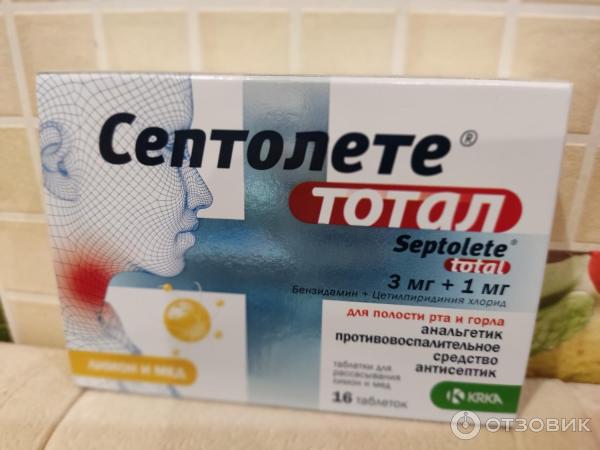 Септолете®
тотал
Septolete®
total
3 мг + 1 мг
Бензидамин + Цетилпиридиния хлорид
для полости рта и горла
анальгетик
противовоспалительное
средство
антисептик
таблетки для
рассасывания
лимон и мед
16 таблеток
ЛИМОН И МЕД
KRKA
ОТЗОВИК